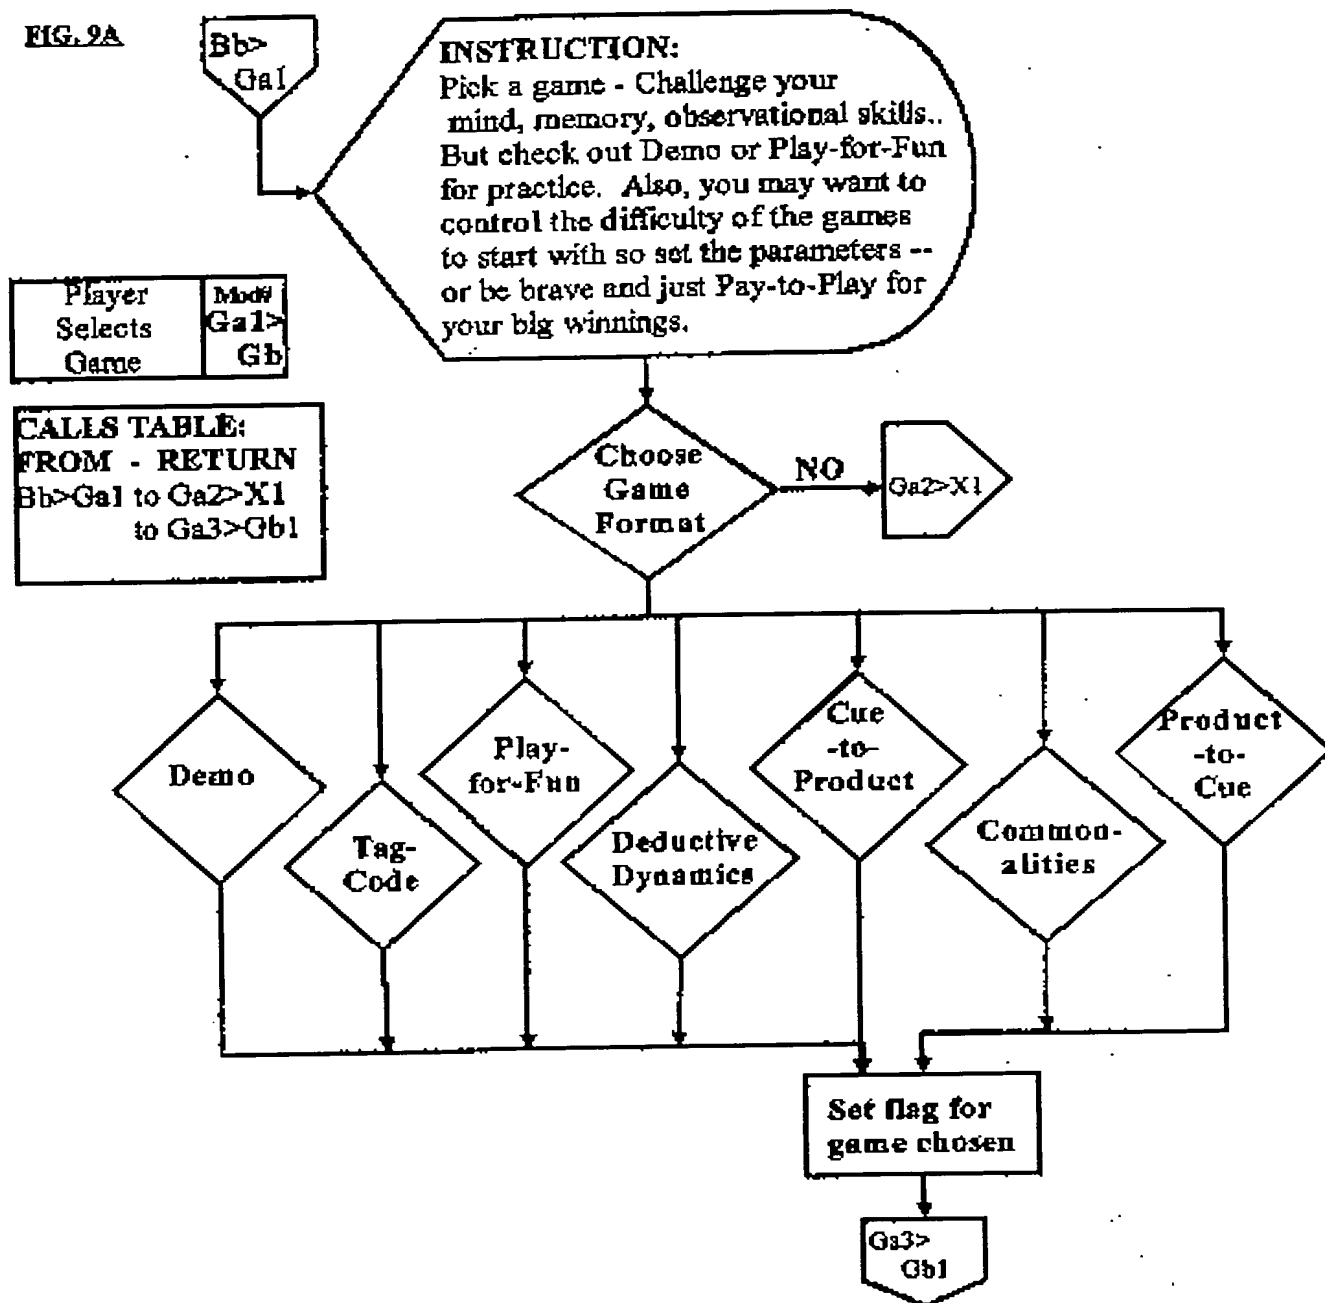 FIG. 9A
Bb>
Ga1
INSTRUCTION:
Pick a game - Challenge your
mind, memory, observational skills..
But check out Demo or Play-for-Fun
for practice. Also, you may want to
control the difficulty of the games
to start with so set the parameters --
or be brave and just Pay-to-Play for
your big winnings.
Player
Selects
Game
Mod#
Ga1>
Gb
CALLS TABLE:
FROM - RETURN
Bb>Ga1 to Ga2>X1
to Ga3>Gb1
Choose
Game
Format
NO
Ga2>X1
Demo
Tag-
Code
Play-
for-Fun
Deductive
Dynamics
Cue
-to-
Product
Common-
alities
Product
-to-
Cue
Set flag for
game chosen
Ga3>
Gb1